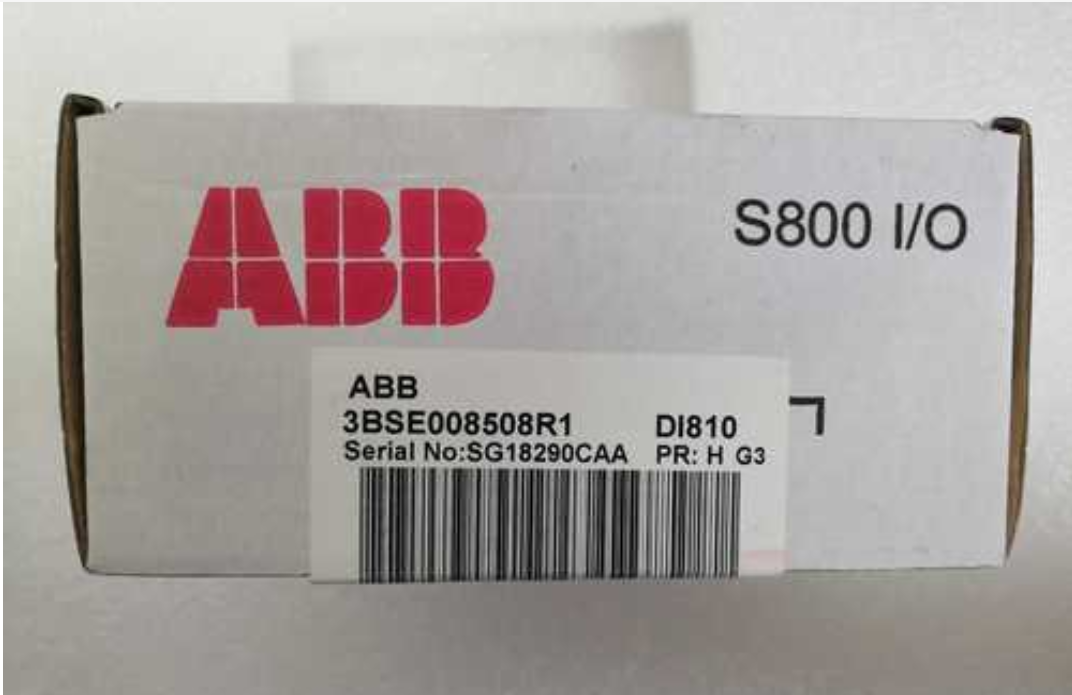 ABB
S800 I/O
ABB
3BSE008508R1 DI810
Serial No:SG18290CAA PR: H G3